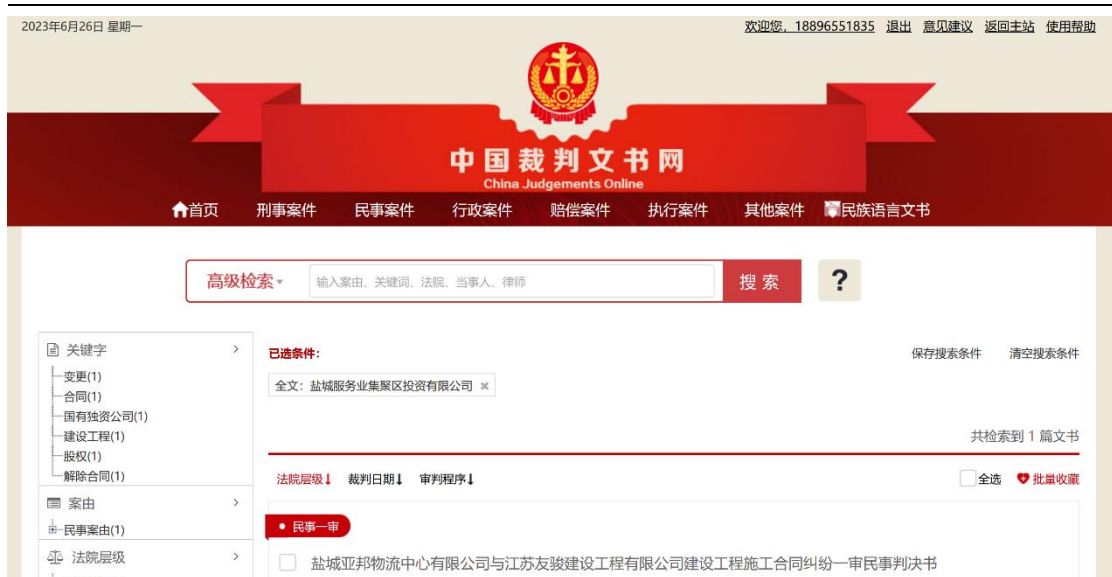 2023年6月26日 星期一
欢迎您，18896551835 退出 意见建议 返回主站 使用帮助
中国裁判文书网
China Judgements Online
首页 刑事案件 民事案件 行政案件 赔偿案件 执行案件 其他案件 民族语言文书
高级检索 输入案由、关键词、法院、当事人、律师 搜索 ?
关键字
变更(1)
合同(1)
国有独资公司(1)
建设工程(1)
股权(1)
解除合同(1)
案由
民事案由(1)
法院层级
已选条件：
保存搜索条件 清空搜索条件
全文：盐城服务业集聚区投资有限公司
共检索到 1 篇文书
法院层级 裁判日期 审判程序
全选 批量收藏
民事一审
盐城亚邦物流中心有限公司与江苏友骏建设工程有限公司建设工程施工合同纠纷一审民事判决书